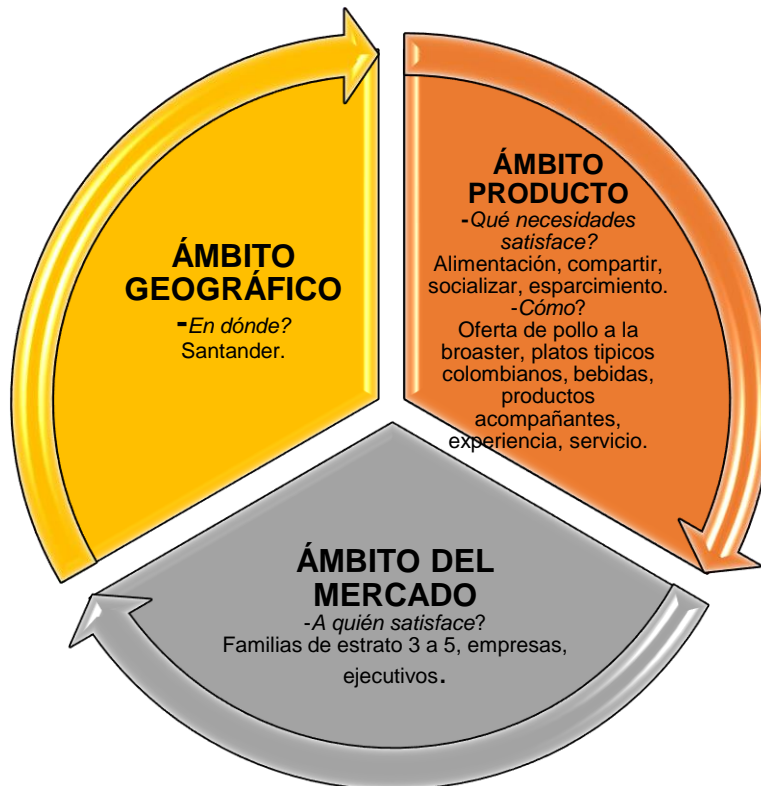 ÁMBITO
GEOGRÁFICO
-En dónde?
Santander.
ÁMBITO
PRODUCTO
-Qué necesidades
satisface?
Alimentación, compartir,
socializar, esparcimiento.
-Cómo?
Oferta de pollo a la
broaster, platos tipicos
colombianos, bebidas,
productos
acompañantes,
experiencia, servicio.
ÁMBITO DEL
MERCADO
-A quién satisface?
Familias de estrato 3 a 5, empresas,
ejecutivos.